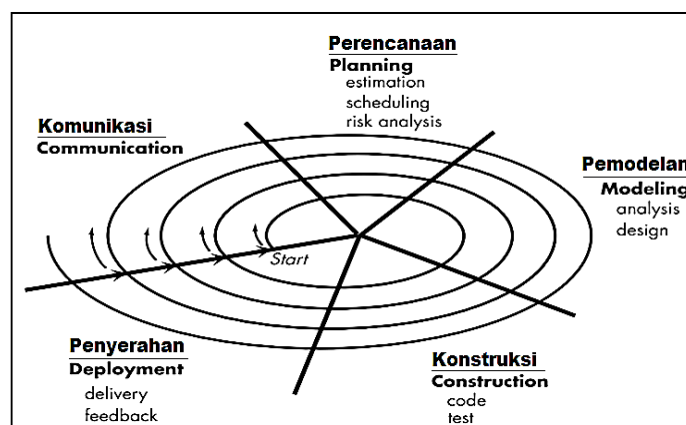 Perencanaan
Planning
estimation
scheduling
risk analysis
Komunikasi
Communication
Pemodelan
Modeling
analysis
design
Start
Penyerahan
Deployment
delivery
feedback
Konstruksi
Construction
code
test